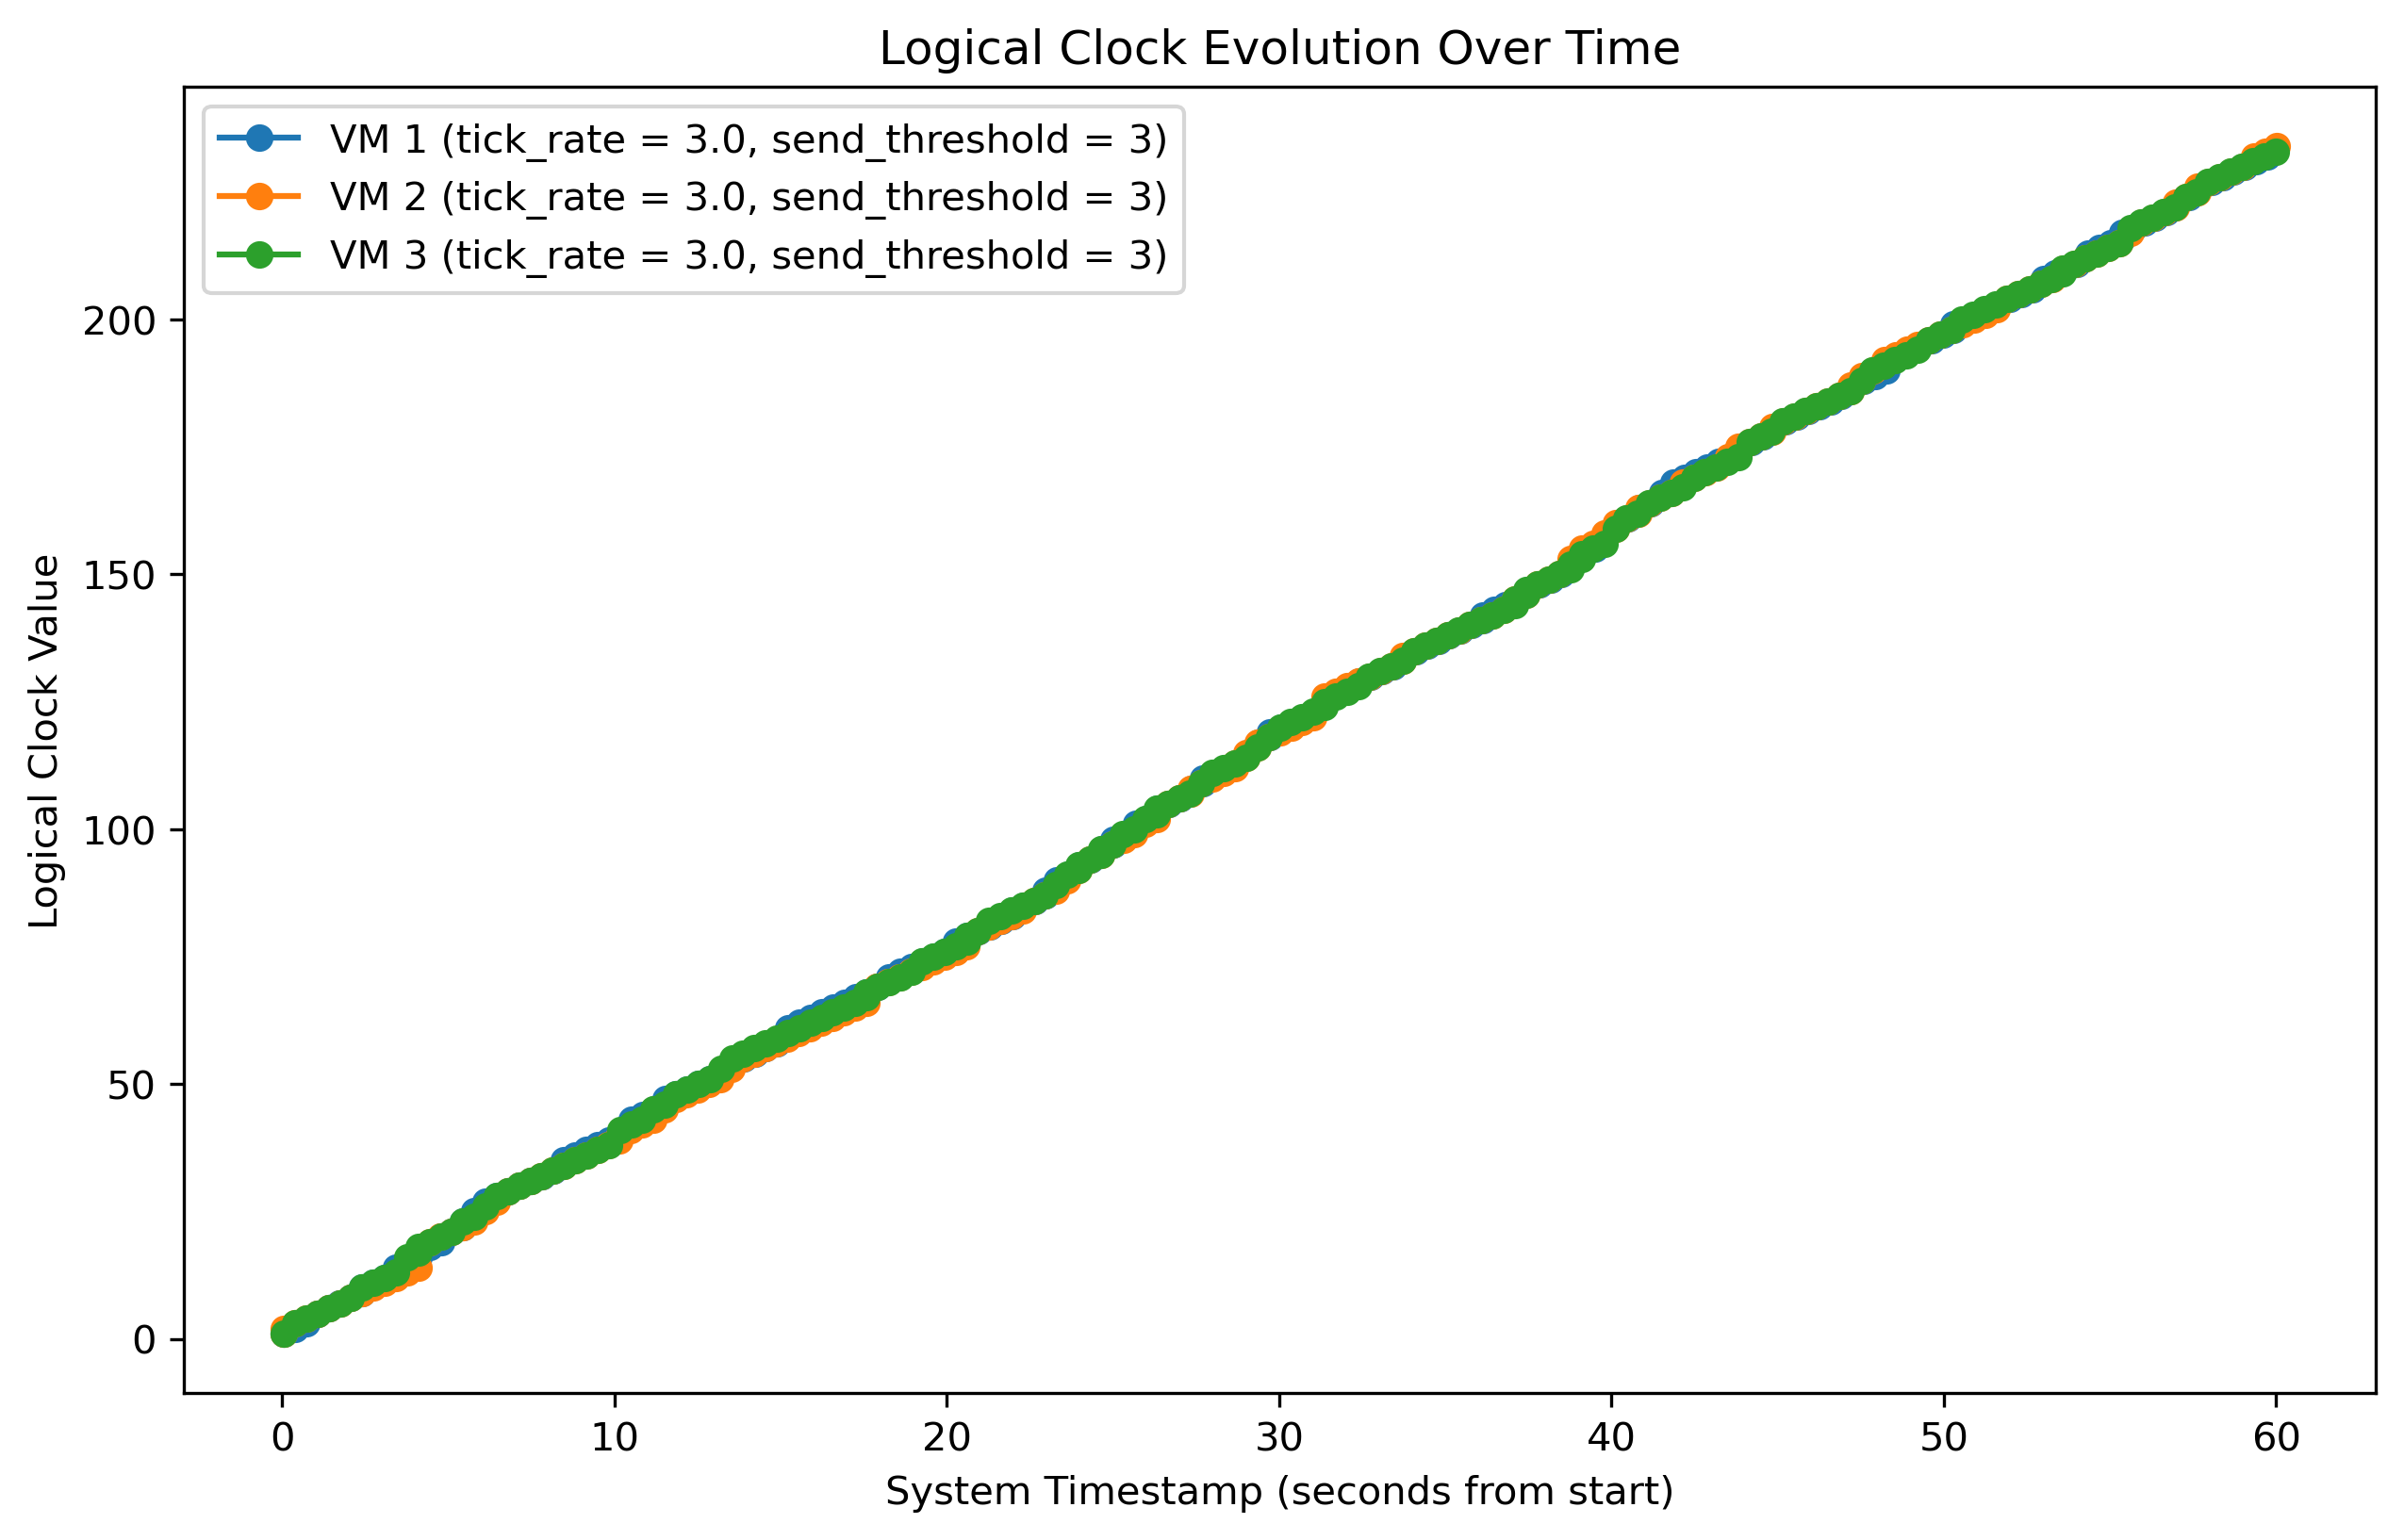 Logical Clock Evolution Over Time
VM 1 (tick_rate = 3.0, send_threshold = 3)
VM 2 (tick_rate = 3.0, send_threshold = 3)
VM 3 (tick_rate = 3.0, send_threshold = 3)
Logical Clock Value
200
150
100
50
0
0 10 20 30 40 50 60
System Timestamp (seconds from start)